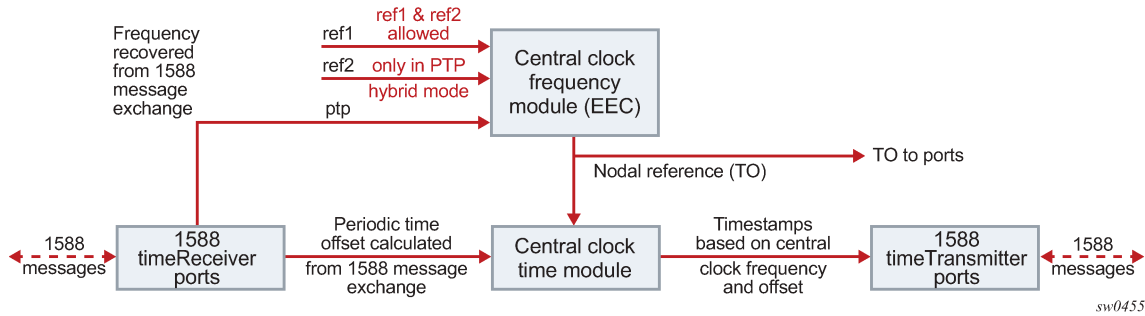 Frequency
recovered
from 1588
message
exchange
ref1
ref1 & ref2
allowed
ref2
only in PTP
hybrid mode
ptp
Central clock
frequency
module (EEC)
TO to ports
Nodal reference (TO)
1588
messages
1588
timeReceiver
ports
Periodic time
offset calculated
from 1588 message
exchange
Central clock
time module
Timestamps
based on central
clock frequency
and offset
1588
timeTransmitter
ports
1588
messages
sw0455